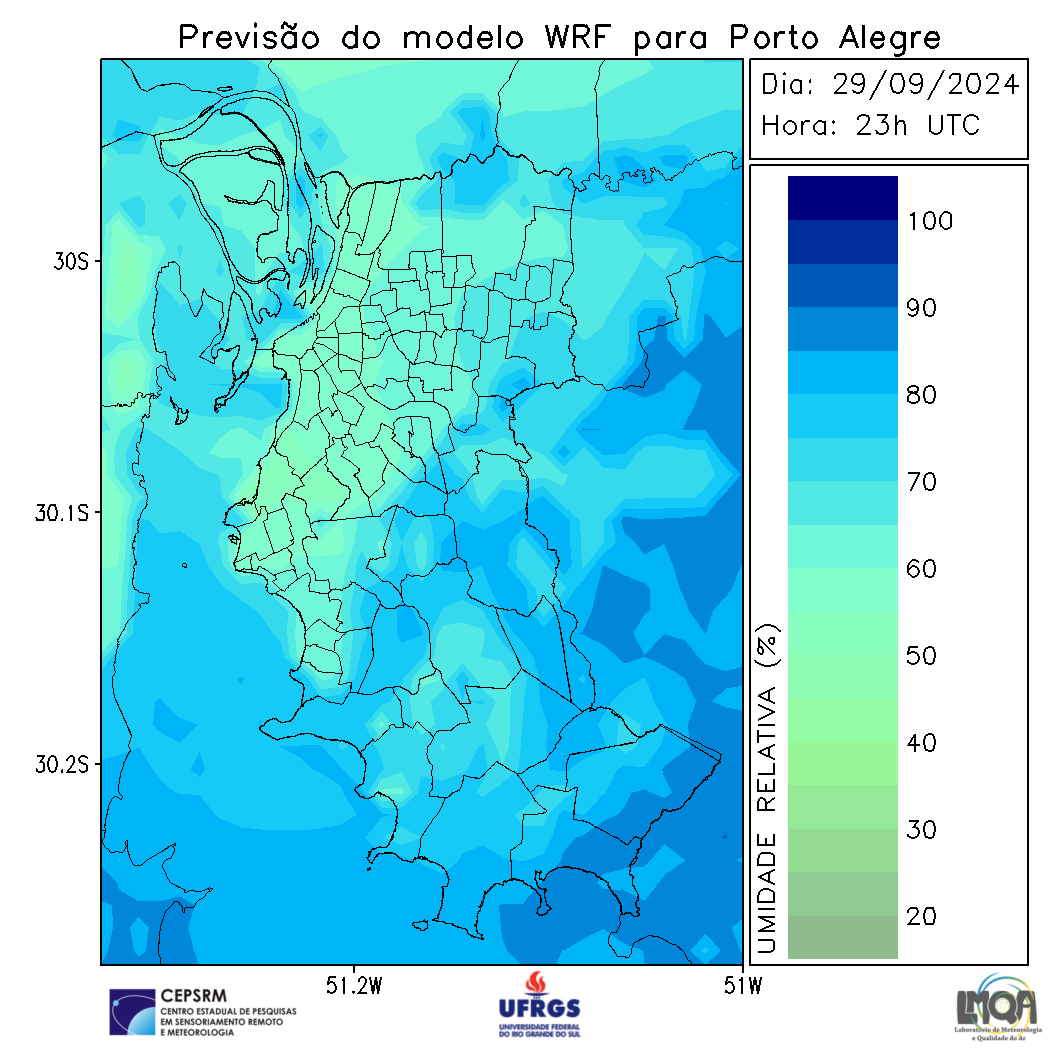 Previsão do modelo WRF para Porto Alegre
Dia: 29/09/2024
Hora: 23h UTC
100
90
80
70
60
50
40
30
20
UMIDADE RELATIVA (%)
30S
30.1S
30.2S
51.2W
51W
CEPSRM
CENTRO ESTADUAL DE PESQUISAS
EM SENSORIAMENTO REMOTO
E METEOROLOGIA
UFRGS
UNIVERSIDADE FEDERAL
DO RIO GRANDE DO SUL
LMQA
Laboratório de Meteorologia
e Qualidade do Ar